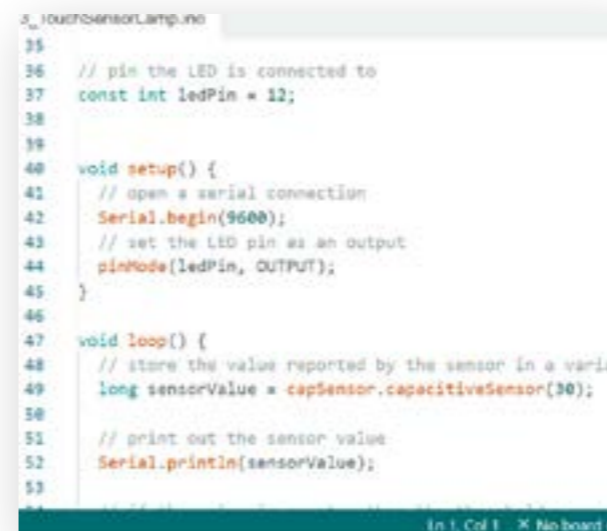 3_TouchSensorLamp.ino
35
36 // pin the LED is connected to
37 const int ledPin = 12;
38
39
40 void setup() {
41 // open a serial connection
42 Serial.begin(9600);
43 // set the LED pin as an output
44 pinMode(ledPin, OUTPUT);
45 }
46
47 void loop() {
48 // store the value reported by the sensor in a varia
49 long sensorValue = capSensor.capacitiveSensor(30);
50
51 // print out the sensor value
52 Serial.println(sensorValue);
53
Ln 1, Col 1 × No board